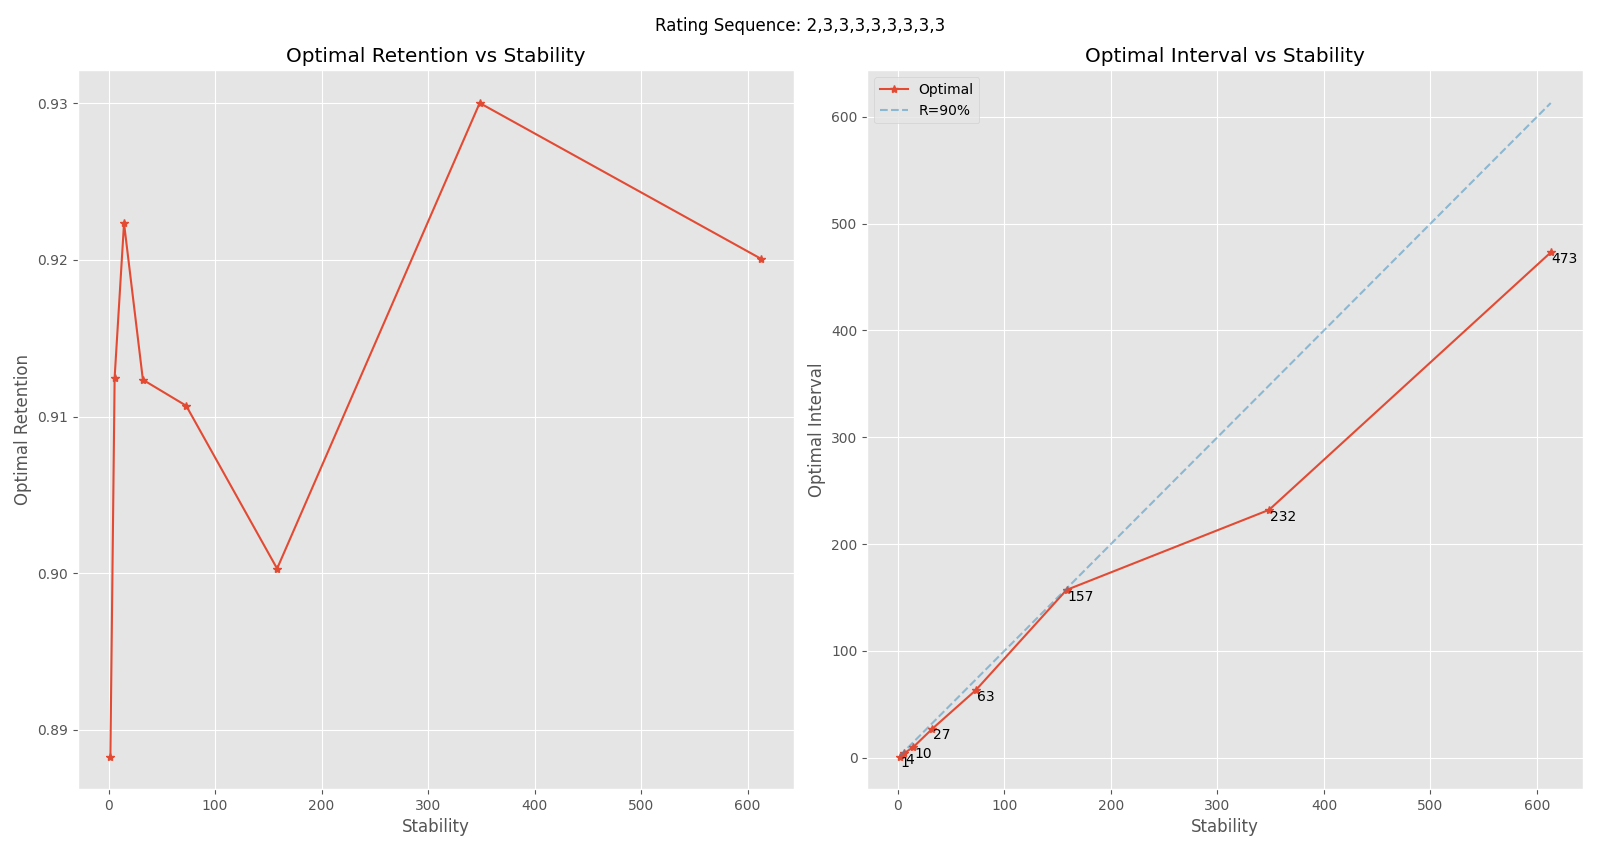 Rating Sequence: 2,3,3,3,3,3,3,3,3,3
Optimal Retention vs Stability
0.93
0.92
0.91
0.90
0.89
Optimal Retention
0 100 200 300 400 500 600
Stability
Optimal Interval vs Stability
Optimal
R=90%
600
500
400
300
200
100
0
Optimal Interval
473
232
157
63
27
10
4
1
0 100 200 300 400 500 600
Stability